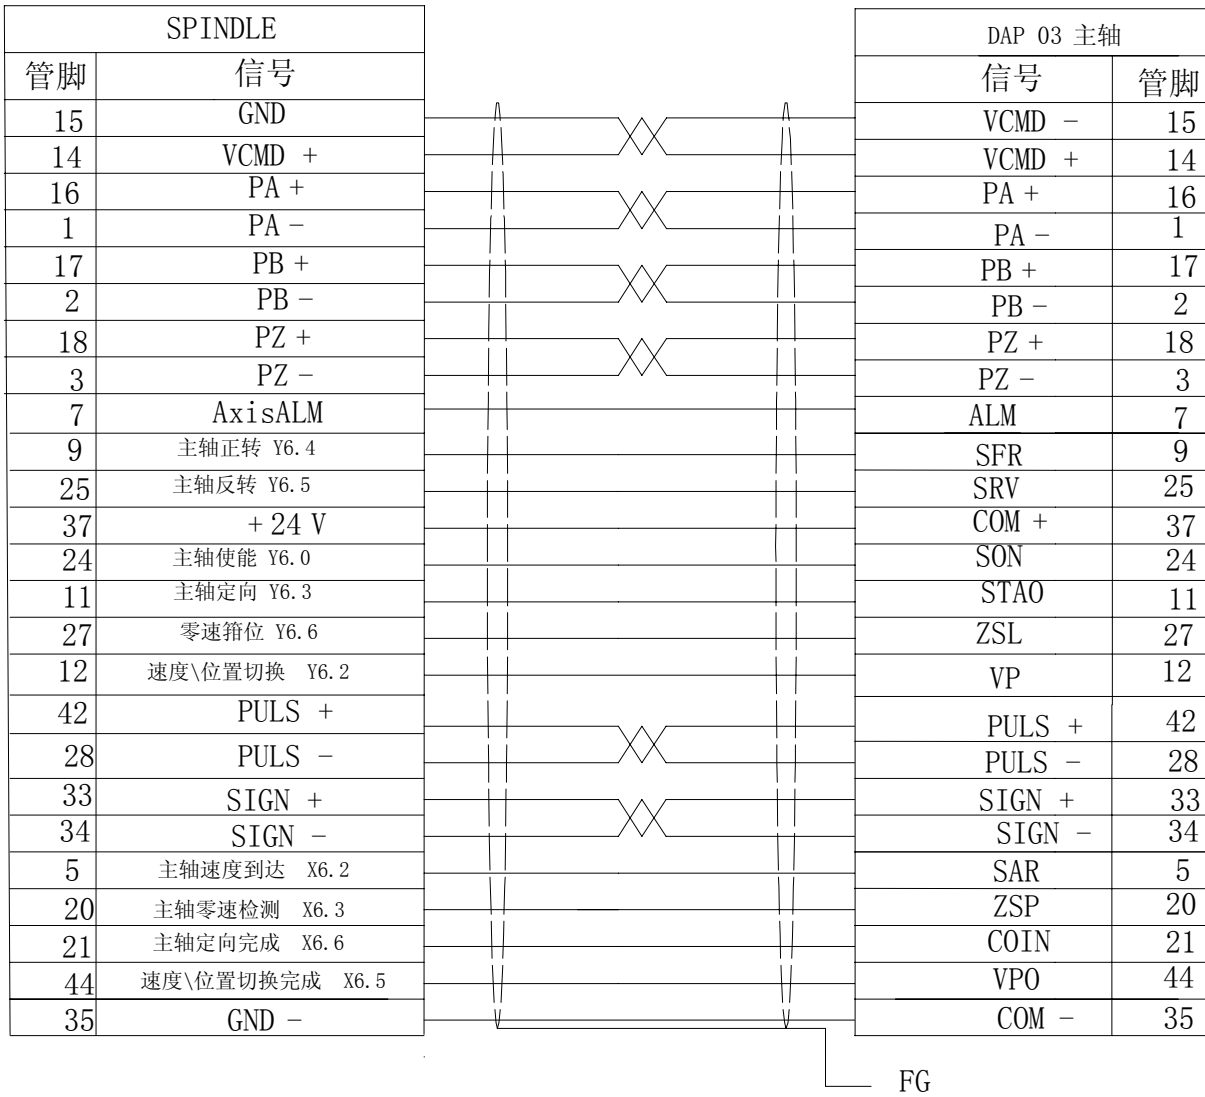 SPINDLE
DAP 03 主轴
管脚 信号 信号 管脚
15 GND VCMD - 15
14 VCMD + VCMD + 14
16 PA + PA + 16
1 PA - PA - 1
17 PB + PB + 17
2 PB - PB - 2
18 PZ + PZ + 18
3 PZ - PZ - 3
7 AxisALM ALM 7
9 主轴正转 Y6.4 SFR 9
25 主轴反转 Y6.5 SRV 25
37 +24 V COM + 37
24 主轴使能 Y6.0 SON 24
11 主轴定向 Y6.3 STAO 11
27 零速箝位 Y6.6 ZSL 27
12 速度\位置切换 Y6.2 VP 12
42 PULS + PULS + 42
28 PULS - PULS - 28
33 SIGN + SIGN + 33
34 SIGN - SIGN - 34
5 主轴速度到达 X6.2 SAR 5
20 主轴零速检测 X6.3 ZSP 20
21 主轴定向完成 X6.6 COIN 21
44 速度\位置切换完成 X6.5 VPO 44
35 GND - COM - 35
FG